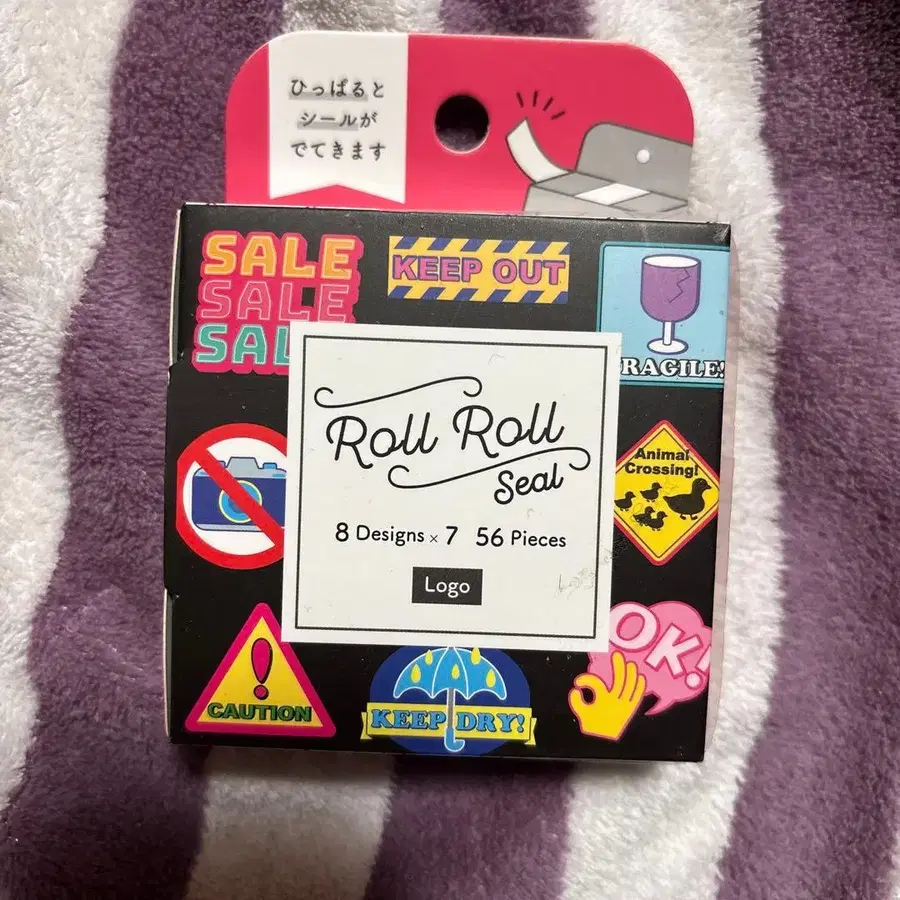 ひっぱると
シールが
でてきます
SALE
SALE
SAL
KEEP OUT
RAGILE!
Roll Roll
Seal
8 Designs × 7 56 Pieces
Logo
Animal
Crossing!
CAUTION
KEEP DRY!
OK!